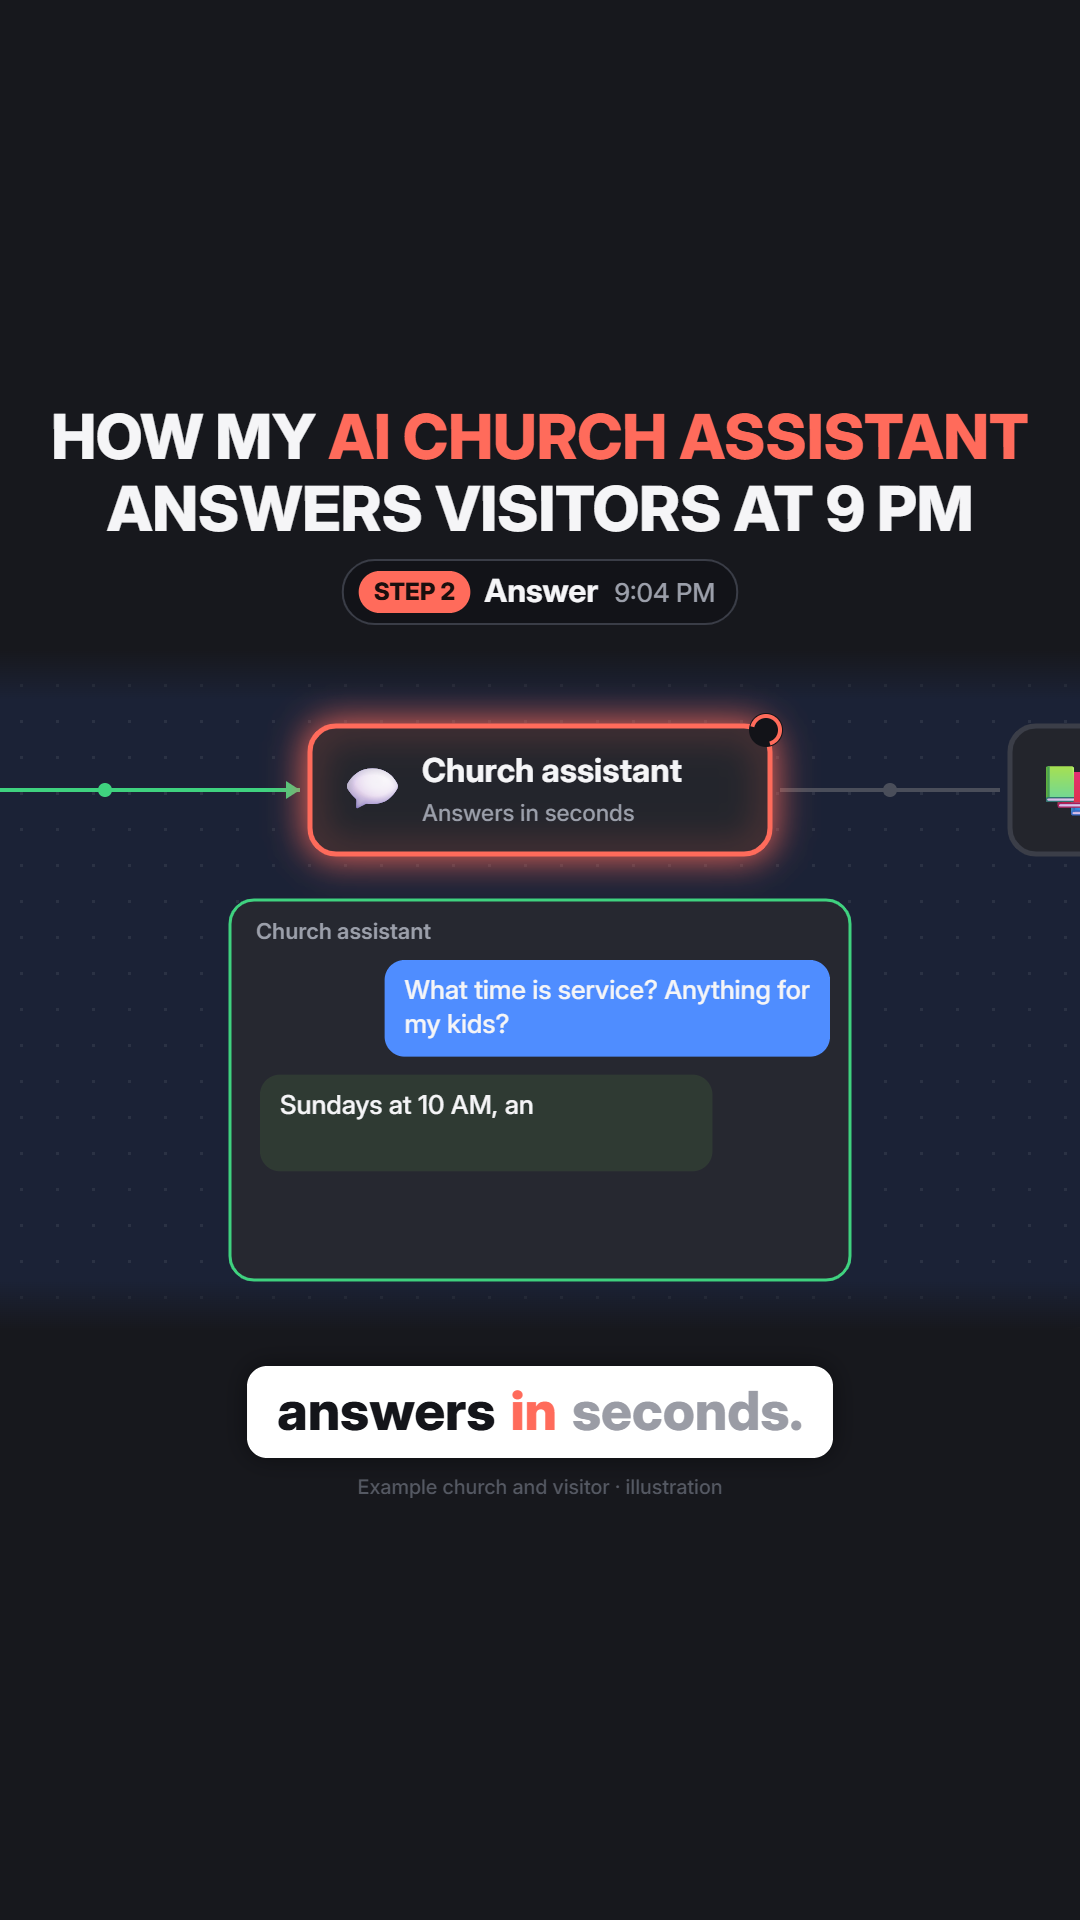 HOW MY AI CHURCH ASSISTANT
ANSWERS VISITORS AT 9 PM
STEP 2 Answer 9:04 PM
Church assistant
Answers in seconds
Church assistant
What time is service? Anything for
my kids?
Sundays at 10 AM, an
answers in seconds.
Example church and visitor · illustration